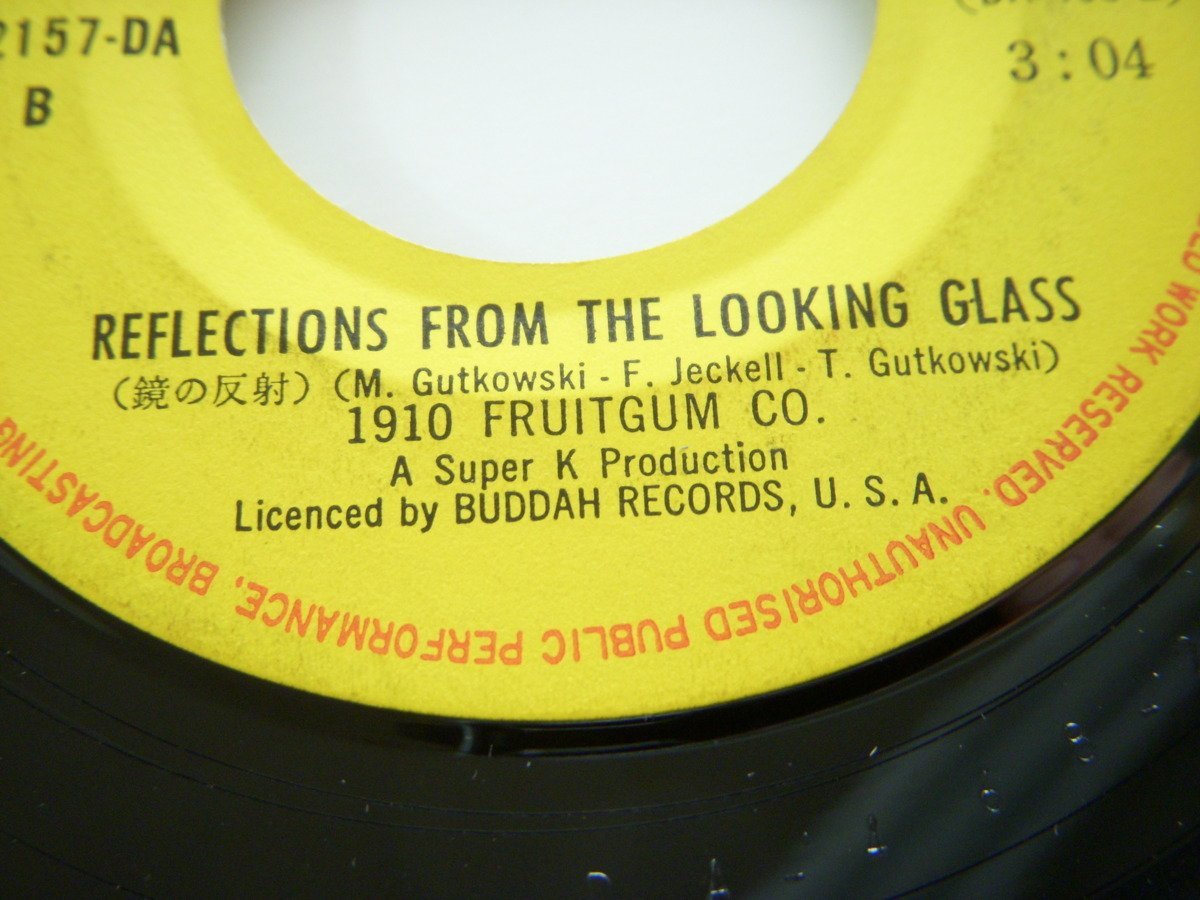 2157-DA
B
3:04
REFLECTIONS FROM THE LOOKING GLASS
(鏡の反射) (M. Gutkowski - F. Jeckell - T. Gutkowski)
1910 FRUITGUM CO.
A Super K Production
Licenced by BUDDAH RECORDS, U. S. A.
WORK RESERVED. UNAUTHORISED PUBLIC PERFORMANCE, BROADCASTING